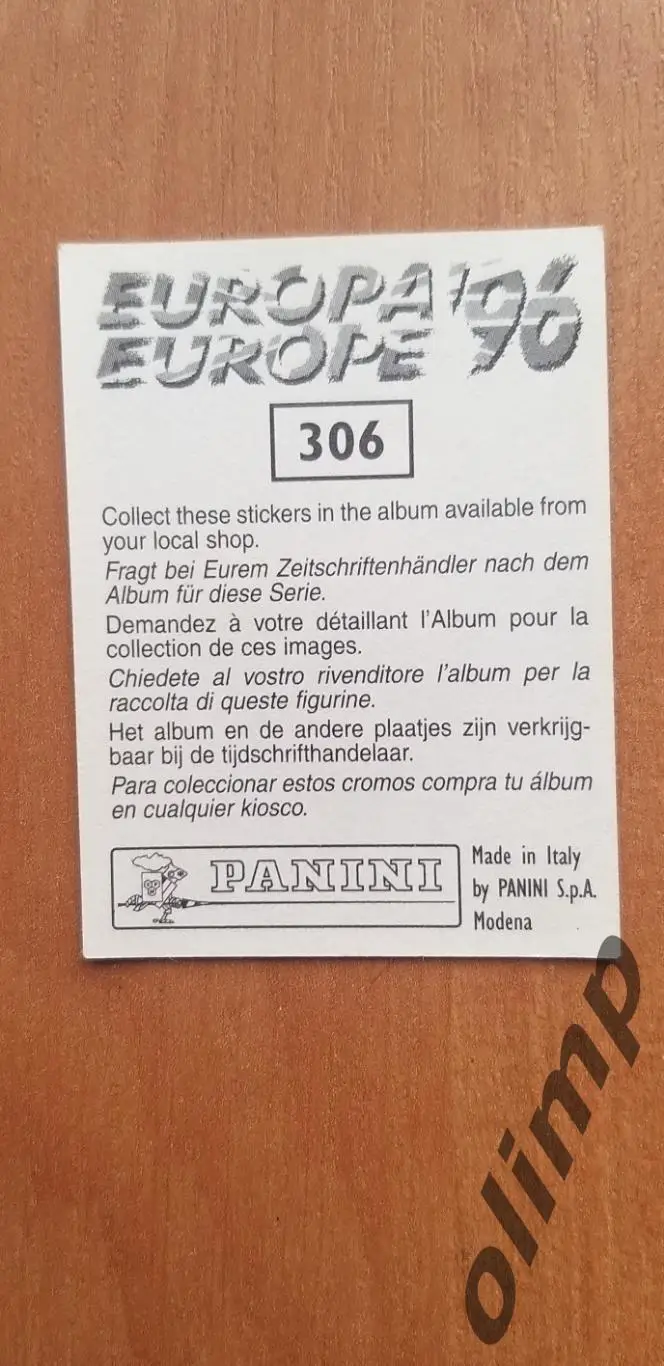 EUROPA '96
EUROPE
306
Collect these stickers in the album available from
your local shop.
Fragt bei Eurem Zeitschriftenhändler nach dem
Album für diese Serie.
Demandez à votre détaillant l'Album pour la
collection de ces images.
Chiedete al vostro rivenditore l'album per la
raccolta di queste figurine.
Het album en de andere plaatjes zijn verkrijg-
baar bij de tijdschrifthandelaar.
Para coleccionar estos cromos compra tu álbum
en cualquier kiosco.
PANINI
Made in Italy
by PANINI S.p.A.
Modena
olimp